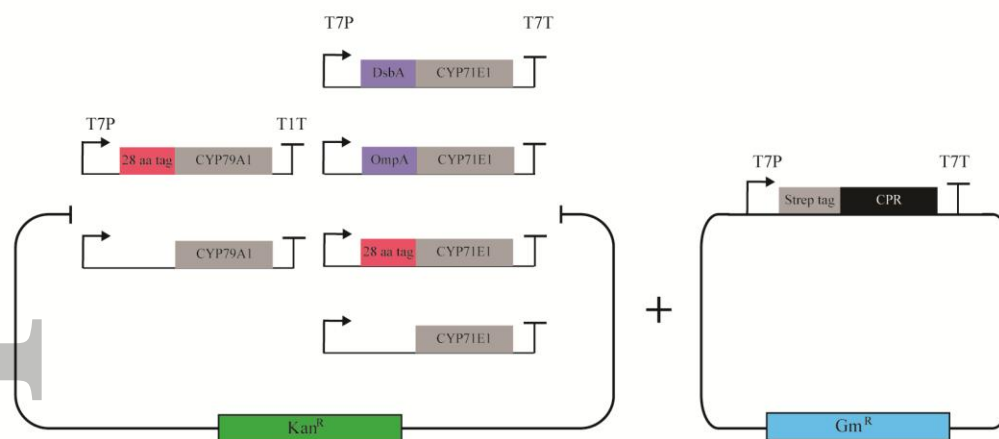 T7P T7T
DsbA CYP71E1
T7P T1T
28 aa tag CYP79A1
OmpA CYP71E1
T7P T7T
Strep tag CPR
CYP79A1
28 aa tag CYP71E1
+
CYP71E1
Kan^R
Gm^R